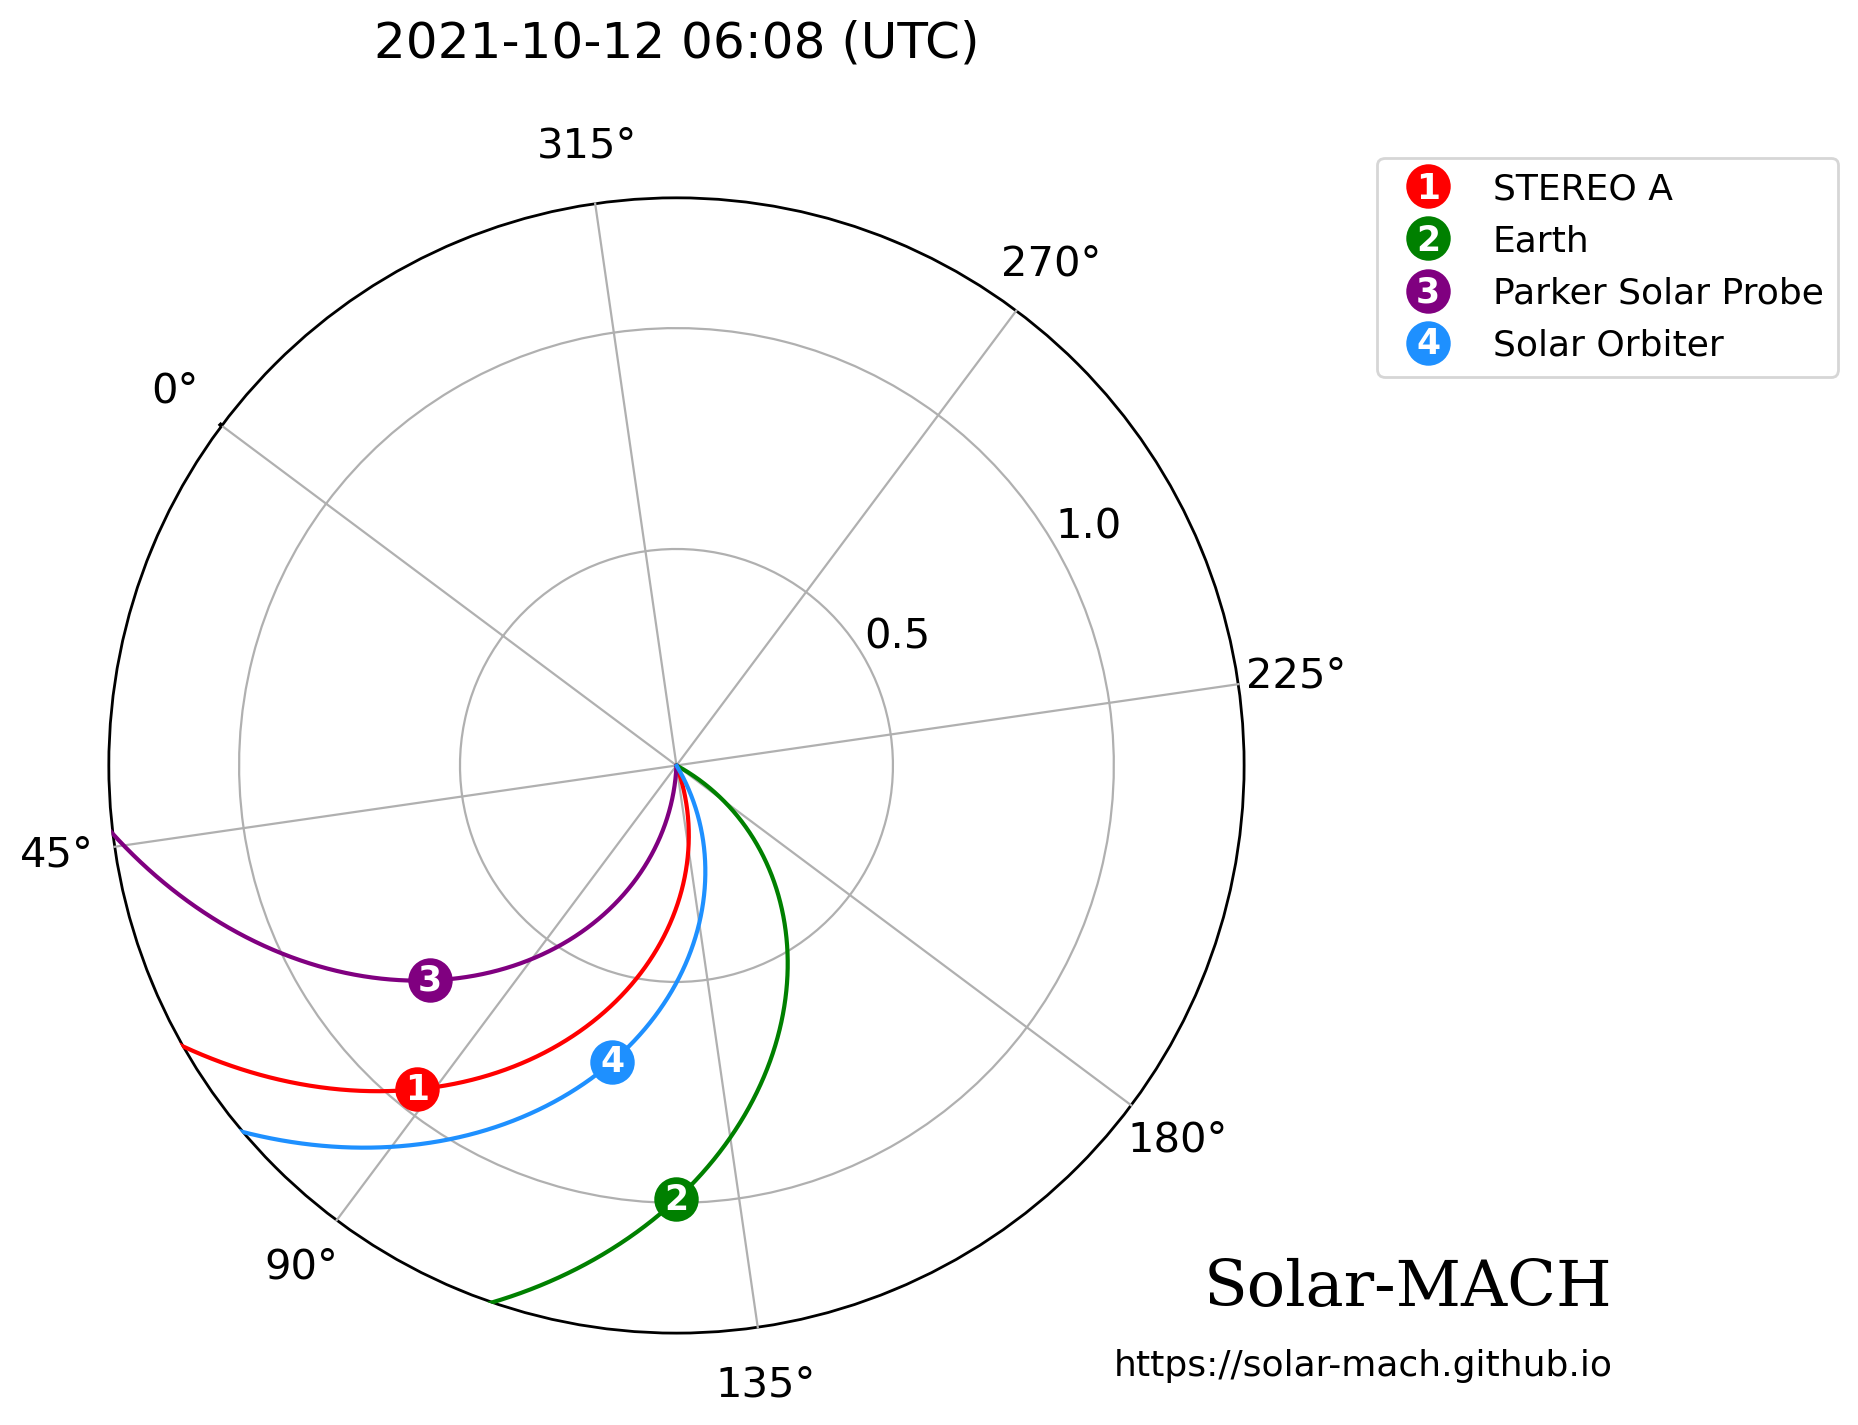 2021-10-12 06:08 (UTC)
315°
270°
0°
1.0
0.5
225°
45°
180°
90°
135°
1 STEREO A
2 Earth
3 Parker Solar Probe
4 Solar Orbiter
3
4
1
2
Solar-MACH
https://solar-mach.github.io